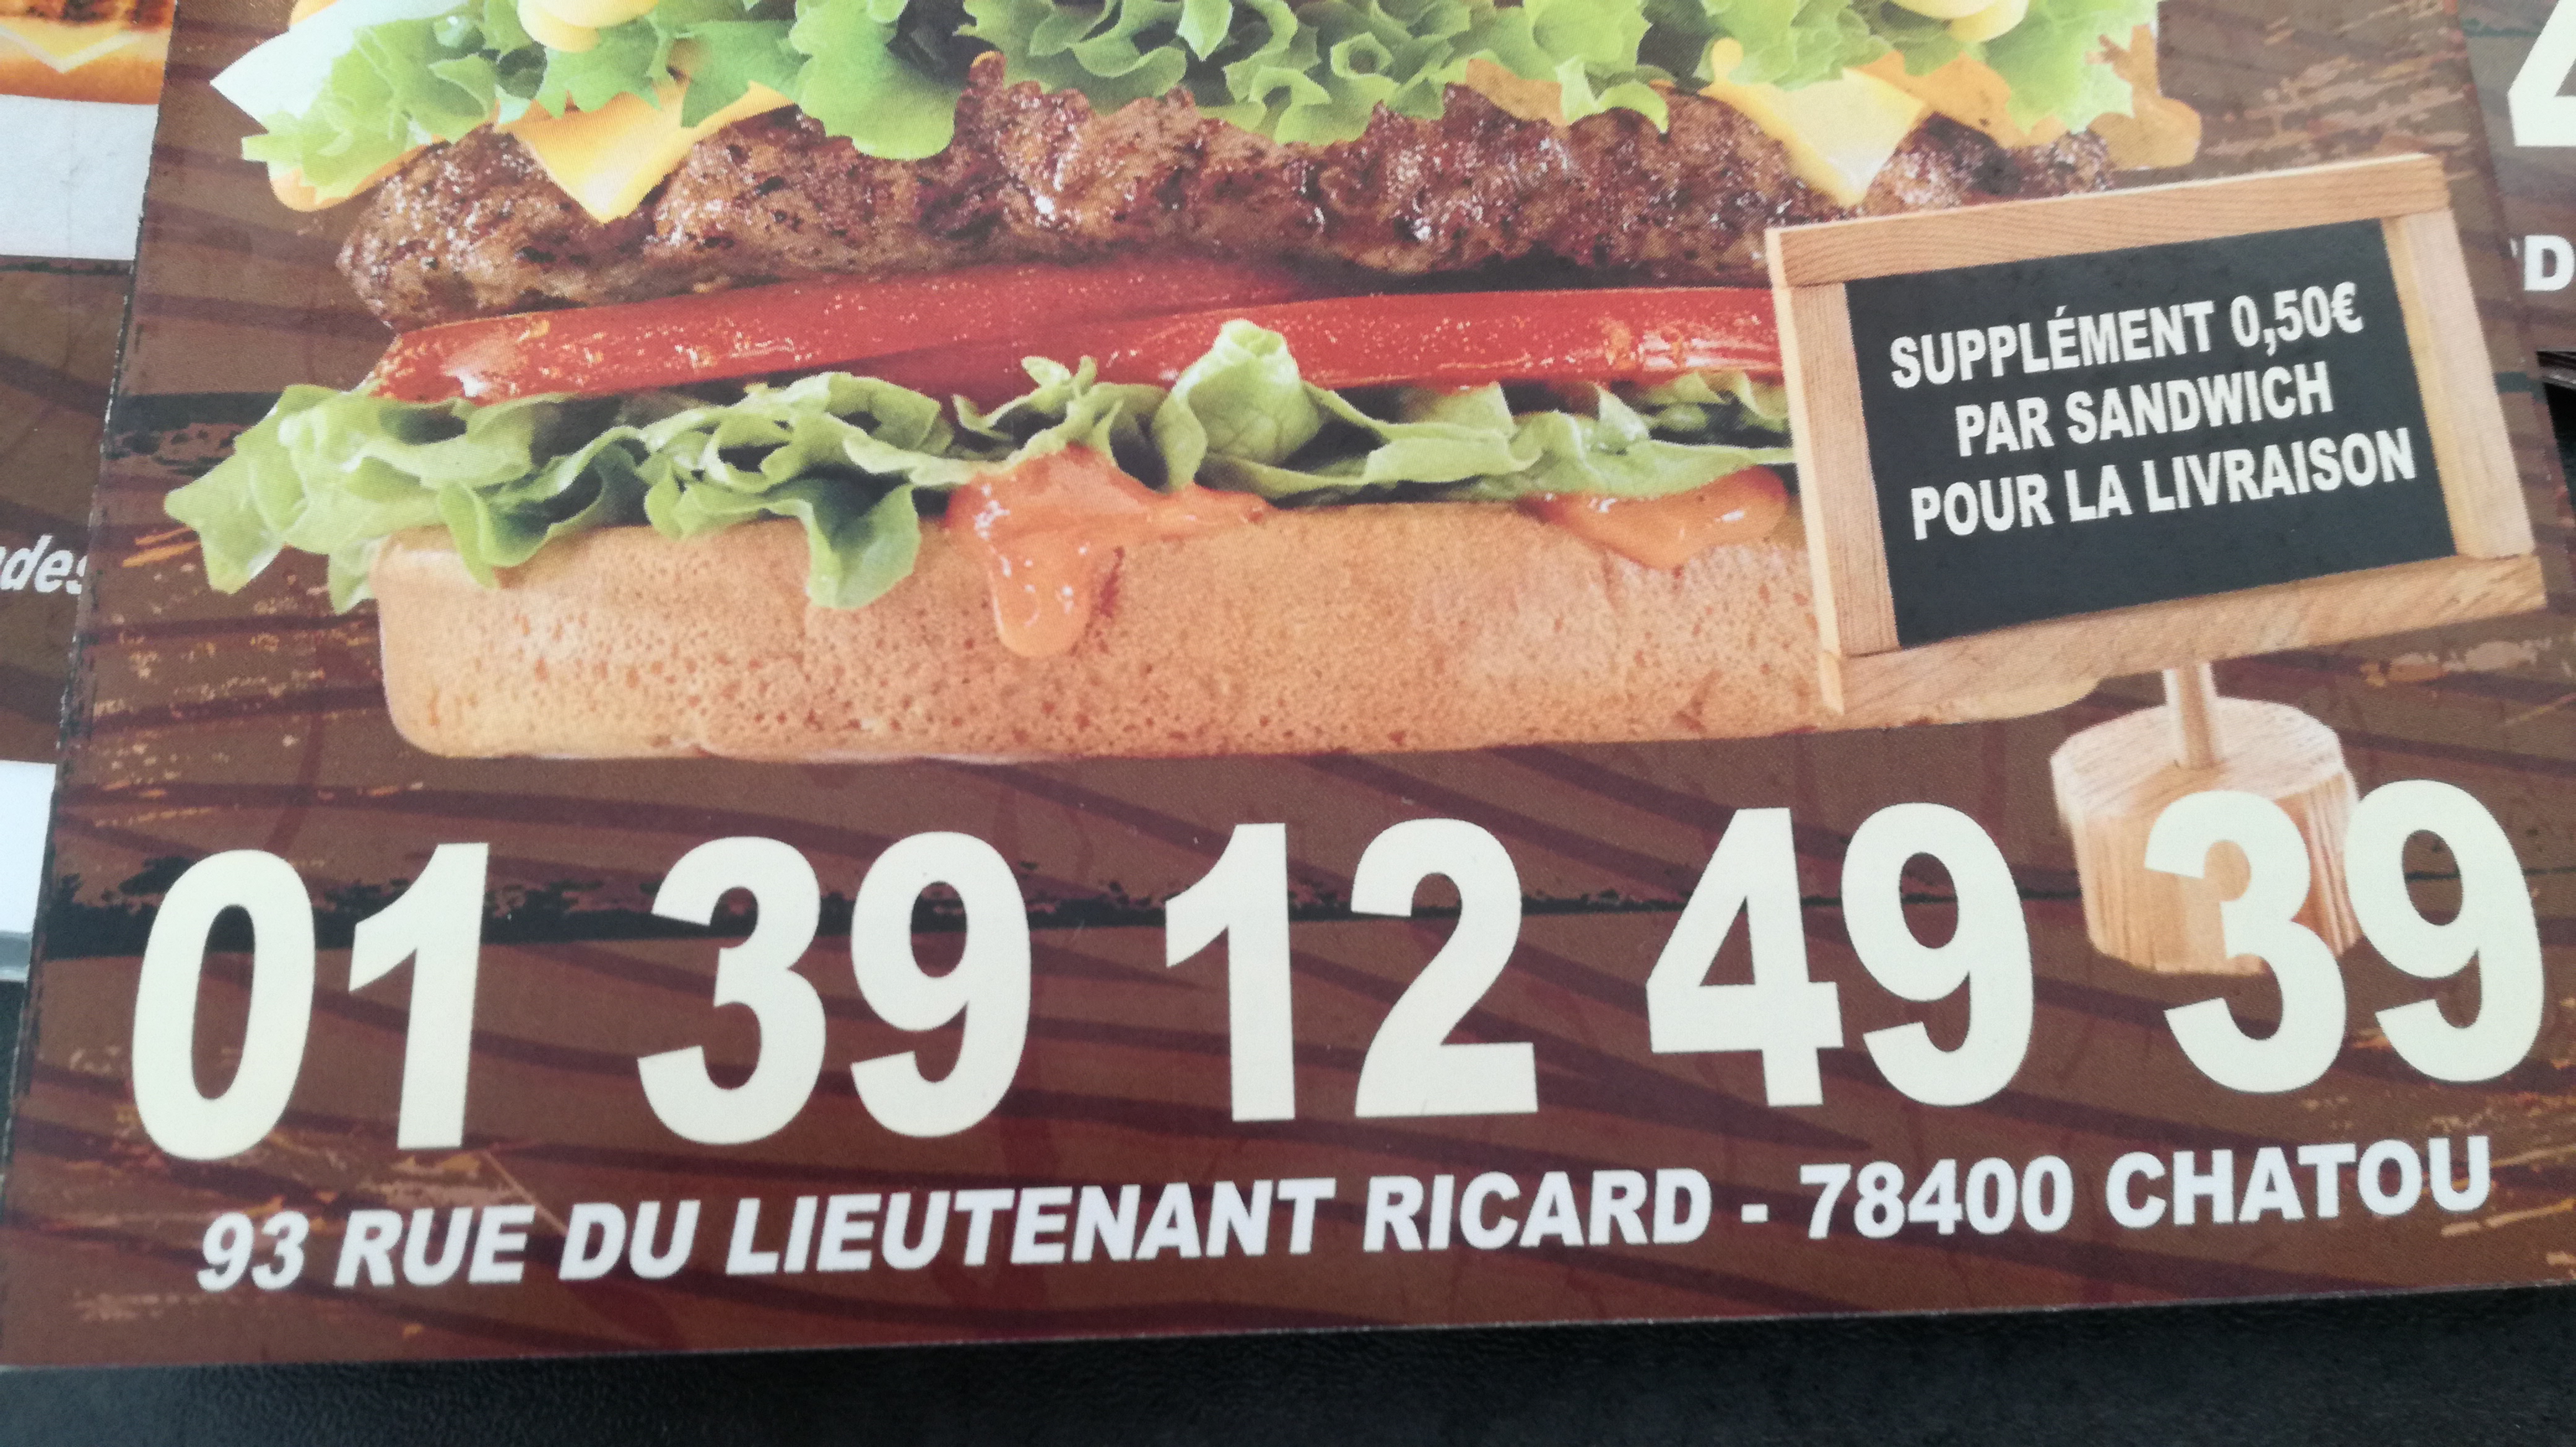 SUPPLÉMENT 0,50€
PAR SANDWICH
POUR LA LIVRAISON
01 39 12 49 39
93 RUE DU LIEUTENANT RICARD - 78400 CHATOU